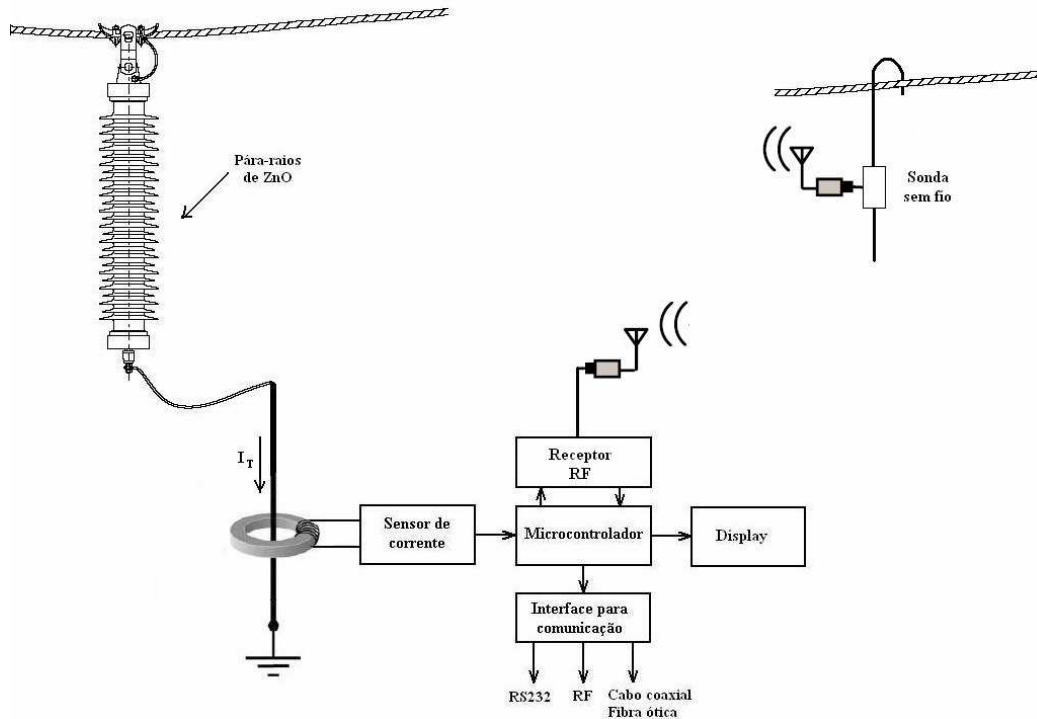 Pára-raios
de ZnO
Sonda
sem fio
I_T
Receptor
RF
Sensor de
corrente
Microcontrolador
Display
Interface para
comunicação
RS232
RF
Cabo coaxial
Fibra ótica